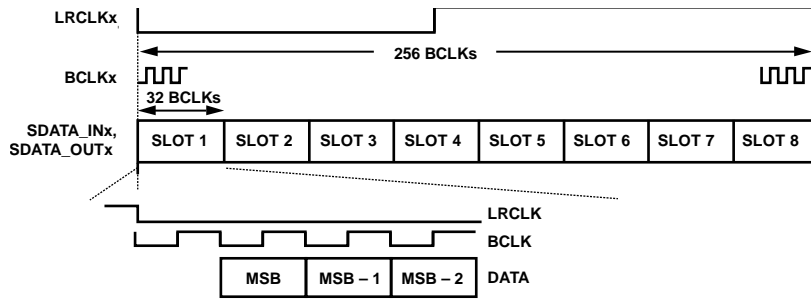 LRCLKx
256 BCLKs
BCLKx
32 BCLKs
SDATA_INx,
SDATA_OUTx
SLOT 1 SLOT 2 SLOT 3 SLOT 4 SLOT 5 SLOT 6 SLOT 7 SLOT 8
LRCLK
BCLK
MSB MSB – 1 MSB – 2 DATA